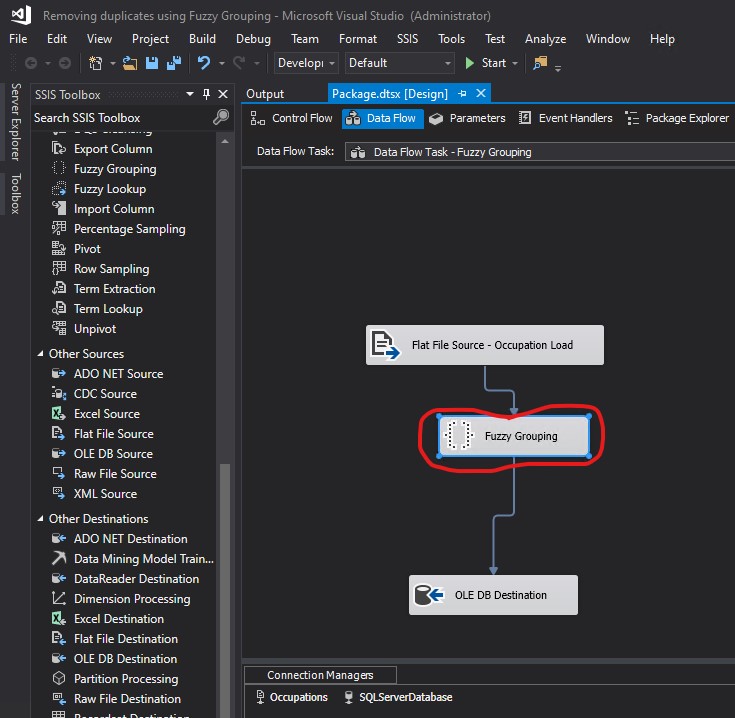 Removing duplicates using Fuzzy Grouping - Microsoft Visual Studio (Administrator)
File Edit View Project Build Debug Team Format SSIS Tools Test Analyze Window Help
Develop Default Start
Server Explorer
Toolbox
SSIS Toolbox
Search SSIS Toolbox
Export Column
Fuzzy Grouping
Fuzzy Lookup
Import Column
Percentage Sampling
Pivot
Row Sampling
Term Extraction
Term Lookup
Unpivot
Other Sources
ADO NET Source
CDC Source
Excel Source
Flat File Source
OLE DB Source
Raw File Source
XML Source
Other Destinations
ADO NET Destination
Data Mining Model Train...
DataReader Destination
Dimension Processing
Excel Destination
Flat File Destination
OLE DB Destination
Partition Processing
Raw File Destination
Output Package.dtsx [Design]
Control Flow Data Flow Parameters Event Handlers Package Explorer
Data Flow Task: Data Flow Task - Fuzzy Grouping
Flat File Source - Occupation Load
Fuzzy Grouping
OLE DB Destination
Connection Managers
Occupations SQLServerDatabase